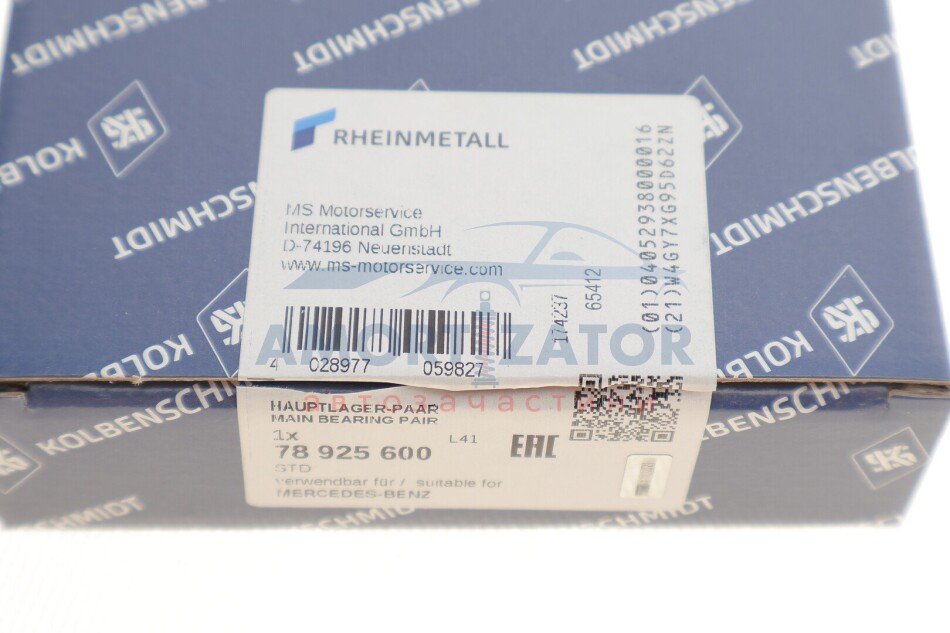 KOLBENSCHMIDT
KOLBENSCHMIDT
KOLBENSCHMIDT
RHEINMETALL
MS Motorservice
International GmbH
D-74196 Neuenstadt
www.ms-motorservice.com
(01)04052938000016
(21)W4GY7XG95D62ZN
174237
65412
4 028977 059827
AMORTIZATOR
автозапчасти
HAUPTLAGER-PAAR
MAIN BEARING PAIR
1x
L41
78 925 600
STD
EAC
verwendbar für / suitable for
MERCEDES-BENZ
KOLBENSCHMIDT